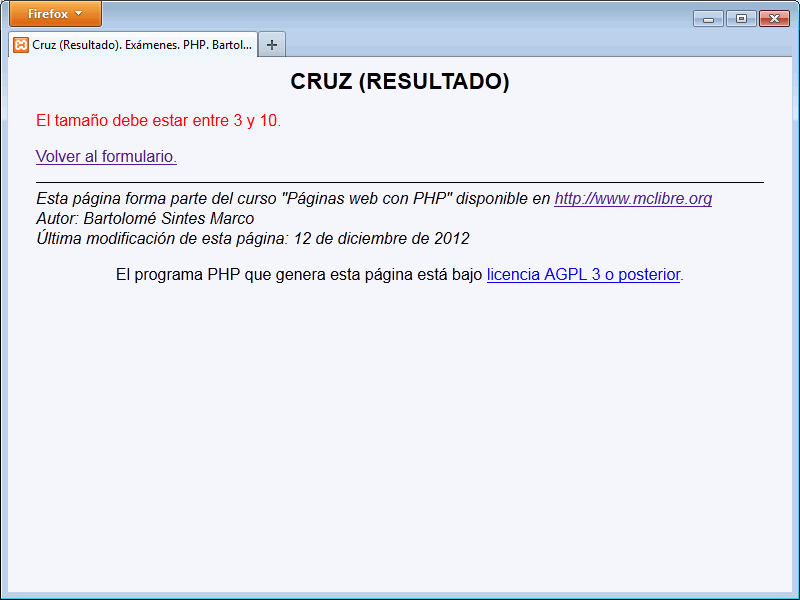 Firefox
Cruz (Resultado). Exámenes. PHP. Bartol...
CRUZ (RESULTADO)
El tamaño debe estar entre 3 y 10.
Volver al formulario.
Esta página forma parte del curso "Páginas web con PHP" disponible en http://www.mclibre.org
Autor: Bartolomé Sintes Marco
Última modificación de esta página: 12 de diciembre de 2012
El programa PHP que genera esta página está bajo licencia AGPL 3 o posterior.